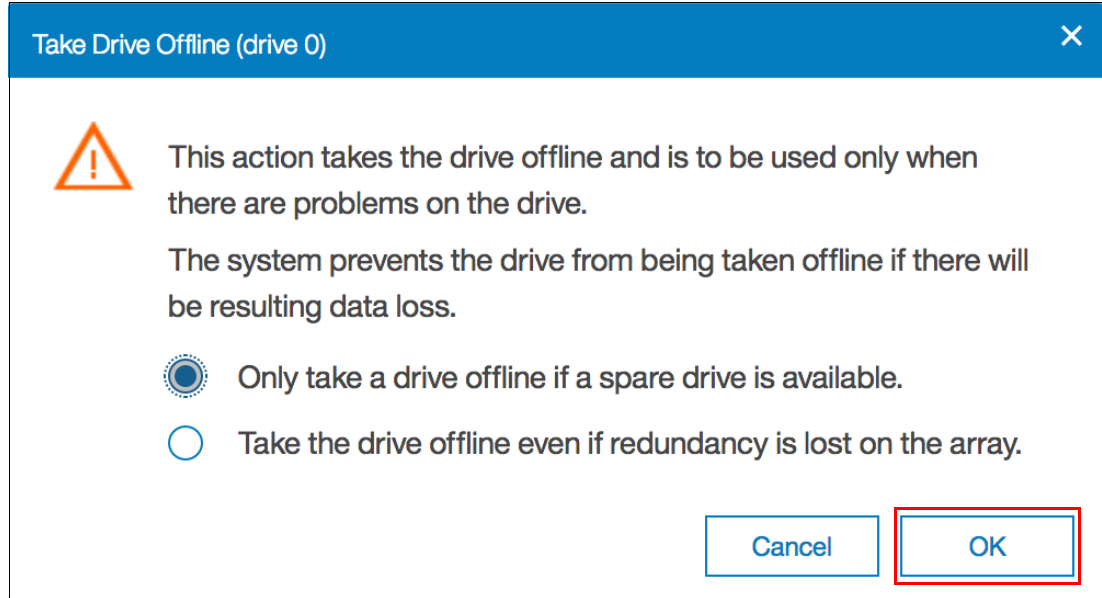 Take Drive Offline (drive 0)
This action takes the drive offline and is to be used only when
there are problems on the drive.
The system prevents the drive from being taken offline if there will
be resulting data loss.
Only take a drive offline if a spare drive is available.
Take the drive offline even if redundancy is lost on the array.
Cancel
OK